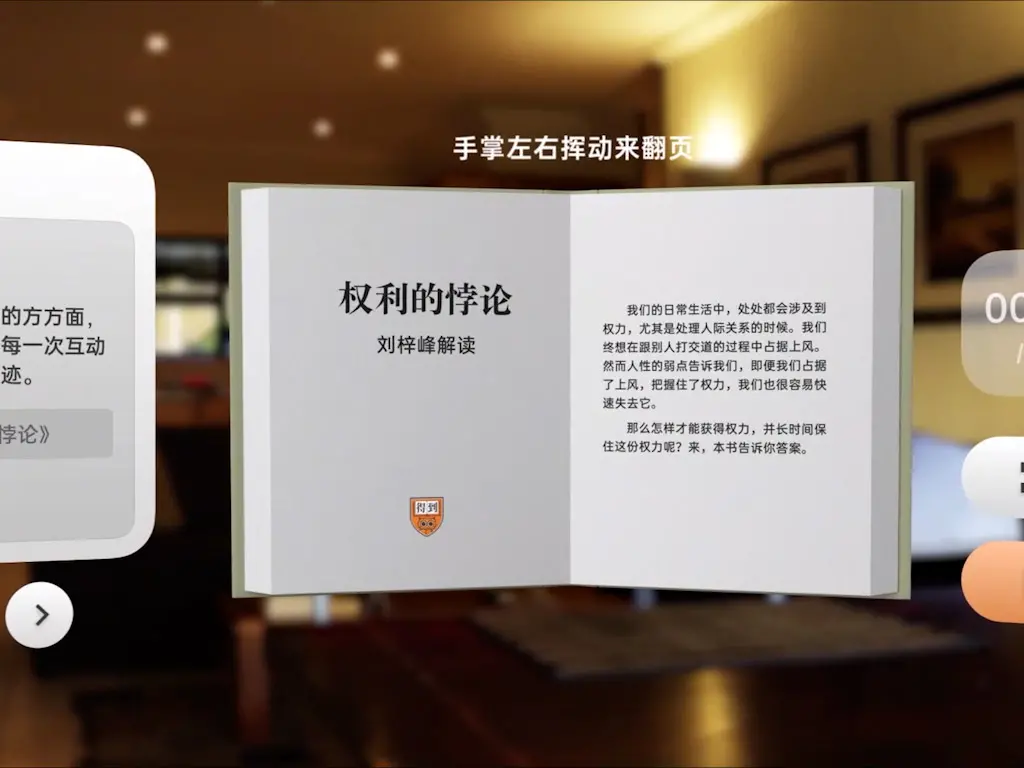 手掌左右挥动来翻页
的方方面，
每一次互动
迹。
悖论》
权利的悖论
刘梓峰解读
得到
我们的日常生活中，处处都会涉及到
权力，尤其是处理人际关系的时候。我们
终想在跟别人打交道的过程中占据上风。
然而人性的弱点告诉我们，即便我们占据
了上风，把握住了权力，我们也很容易快
速失去它。
那么怎样才能获得权力，并长时间保
住这份权力呢？来，本书告诉你答案。
00